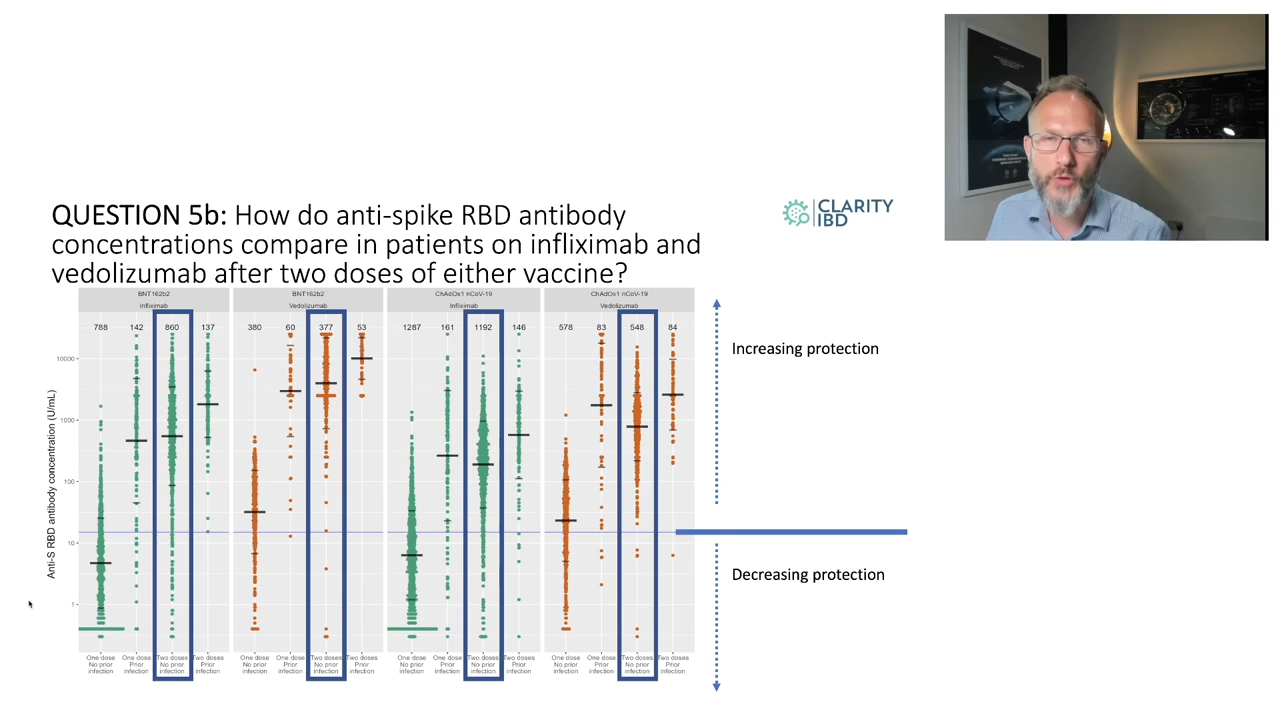 QUESTION 5b: How do anti-spike RBD antibody
concentrations compare in patients on infliximab and
vedolizumab after two doses of either vaccine?
CLARITY
IBD
BNT162b2
Infliximab
BNT162b2
Vedolizumab
ChAdOx1 nCoV-19
Infliximab
ChAdOx1 nCoV-19
Vedolizumab
788 142 860 137 380 60 377 53 1287 161 1192 146 578 83 548 84
Anti-S RBD antibody concentration (U/mL)
10000
1000
100
10
1
Increasing protection
Decreasing protection
One dose One dose Two doses Two doses One dose One dose Two doses Two doses One dose One dose Two doses Two doses One dose One dose Two doses Two doses
No prior Prior No prior Prior No prior Prior No prior Prior No prior Prior No prior Prior No prior Prior No prior Prior
infection infection infection infection infection infection infection infection infection infection infection infection infection infection infection infection